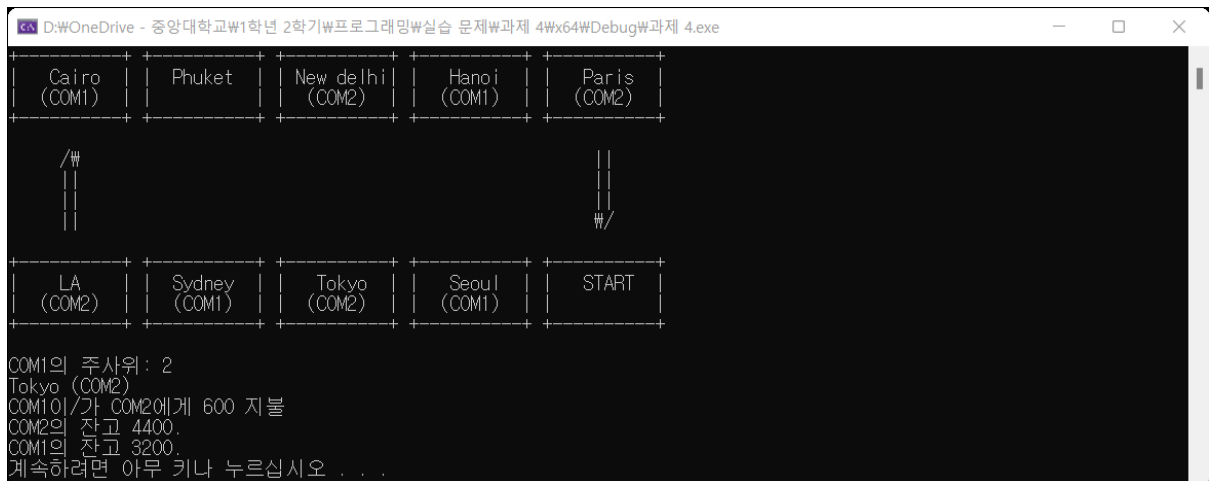 D:₩OneDrive - 중앙대학교₩1학년 2학기₩프로그래밍₩실습 문제₩과제 4₩x64₩Debug₩과제 4.exe
+----------+ +----------+ +----------+ +----------+ +----------+
|   Cairo  | |  Phuket  | | New delhi| |   Hanoi  | |   Paris  |
|  (COM1)  | |          | |  (COM2)  | |  (COM1)  | |  (COM2)  |
+----------+ +----------+ +----------+ +----------+ +----------+
/₩ ||
|| ||
|| ||
|| ₩/
+----------+ +----------+ +----------+ +----------+ +----------+
|    LA    | |  Sydney  | |   Tokyo  | |   Seoul  | |   START  |
|  (COM2)  | |  (COM1)  | |  (COM2)  | |  (COM1)  | |          |
+----------+ +----------+ +----------+ +----------+ +----------+
COM1의 주사위: 2
Tokyo (COM2)
COM1이/가 COM2에게 600 지불
COM2의 잔고 4400.
COM1의 잔고 3200.
계속하려면 아무 키나 누르십시오 . . .